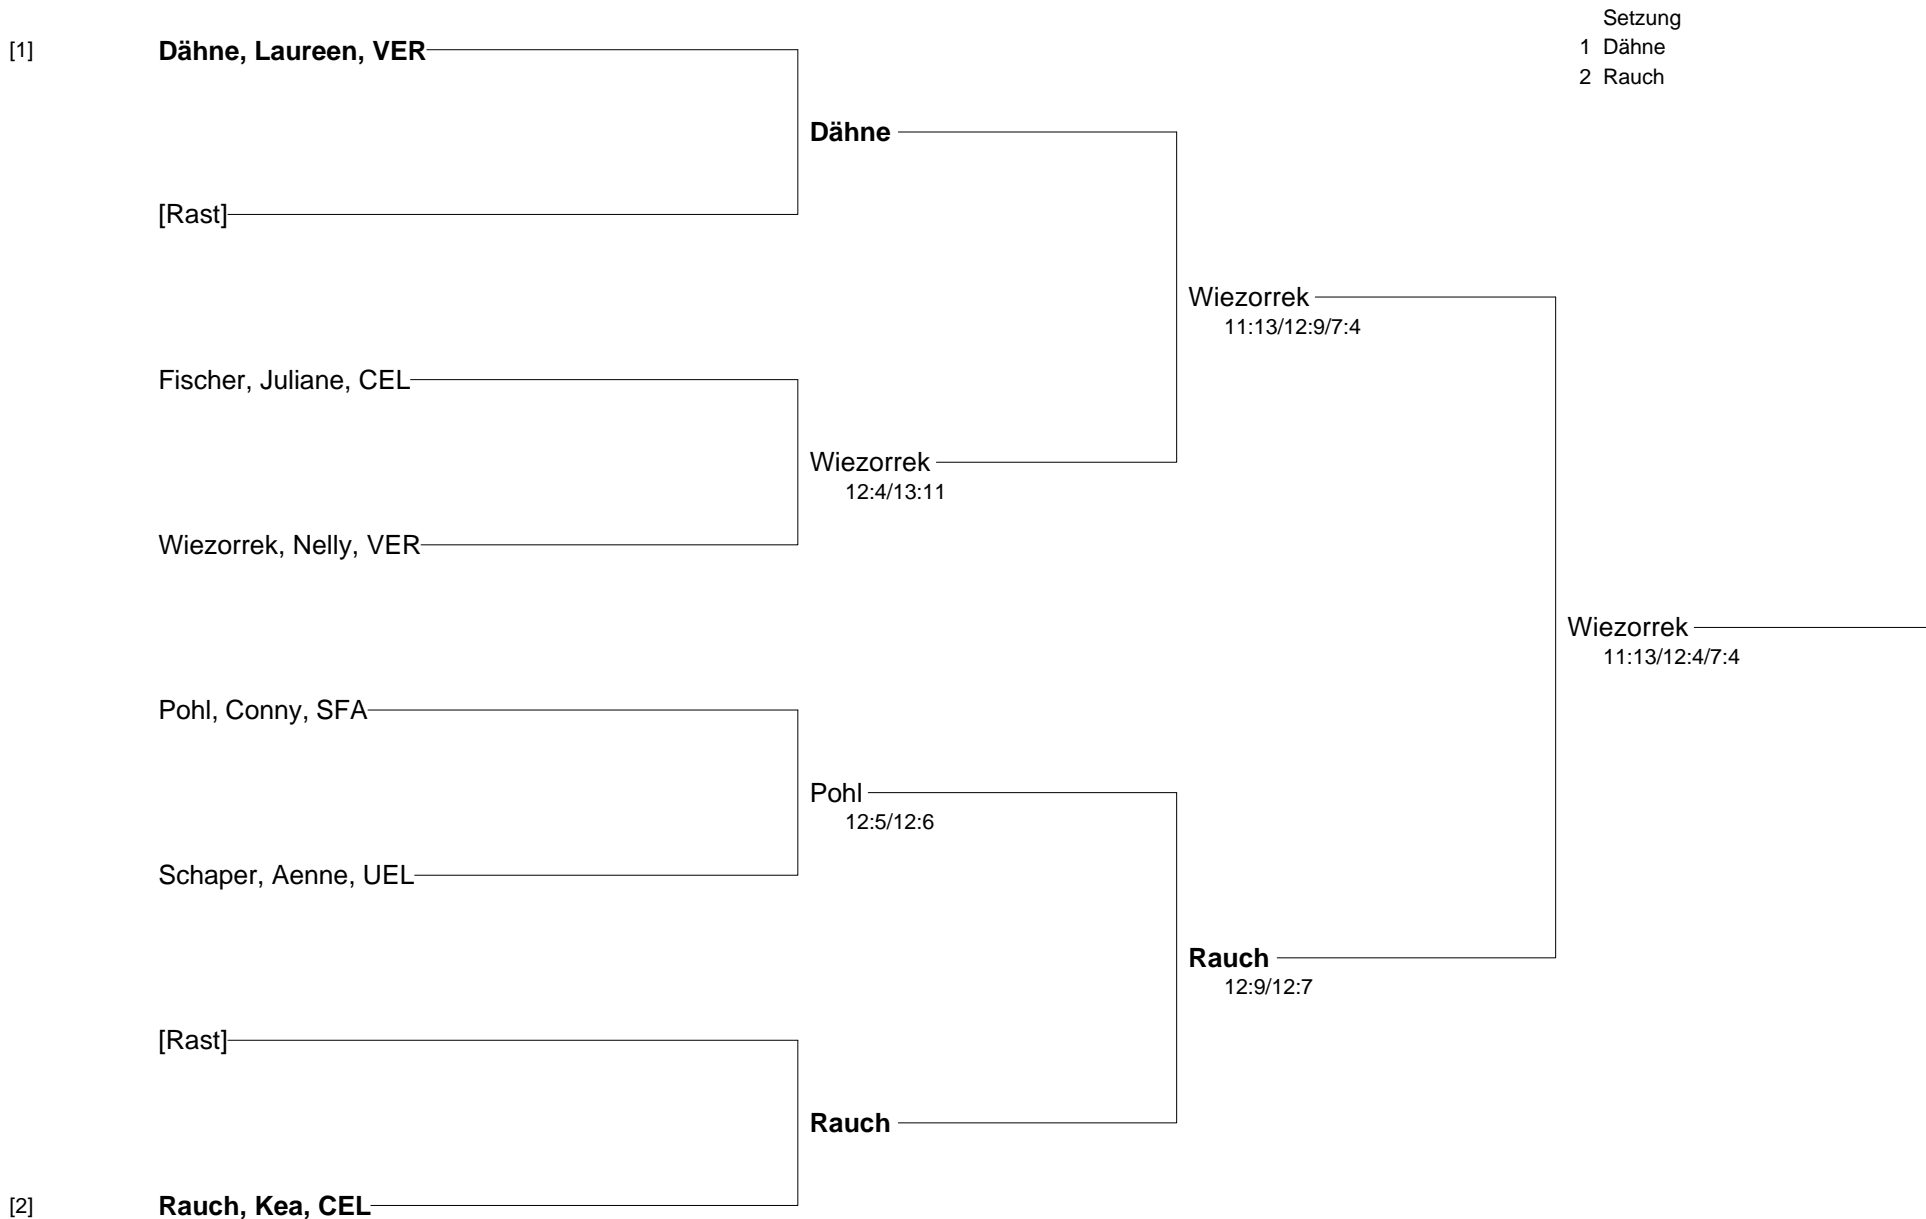 Setzung
[1] Dähne, Laureen, VER
1 Dähne
2 Rauch
Dähne
[Rast]
Wiezorrek
11:13/12:9/7:4
Fischer, Juliane, CEL
Wiezorrek
12:4/13:11
Wiezorrek, Nelly, VER
Wiezorrek
11:13/12:4/7:4
Pohl, Conny, SFA
Pohl
12:5/12:6
Schaper, Aenne, UEL
Rauch
12:9/12:7
[Rast]
Rauch
[2] Rauch, Kea, CEL